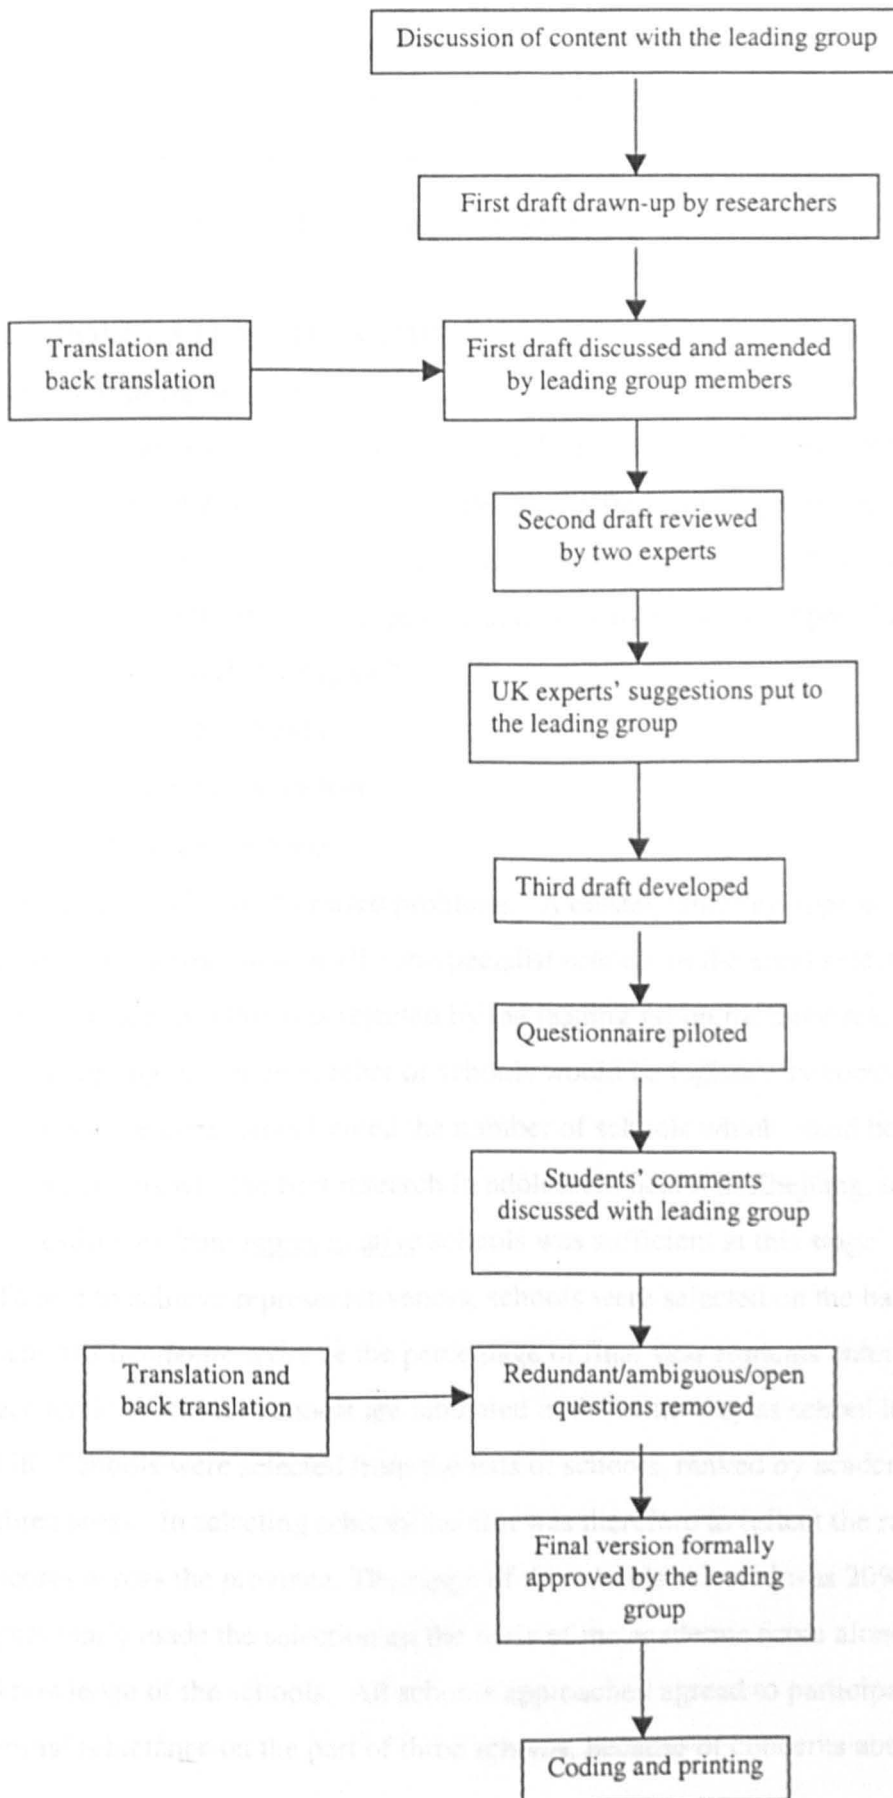 Discussion of content with the leading group
First draft drawn-up by researchers
Translation and
back translation
First draft discussed and amended
by leading group members
Second draft reviewed
by two experts
UK experts' suggestions put to
the leading group
Third draft developed
Questionnaire piloted
Students' comments
discussed with leading group
Translation and
back translation
Redundant/ambiguous/open
questions removed
Final version formally
approved by the leading
group
Coding and printing